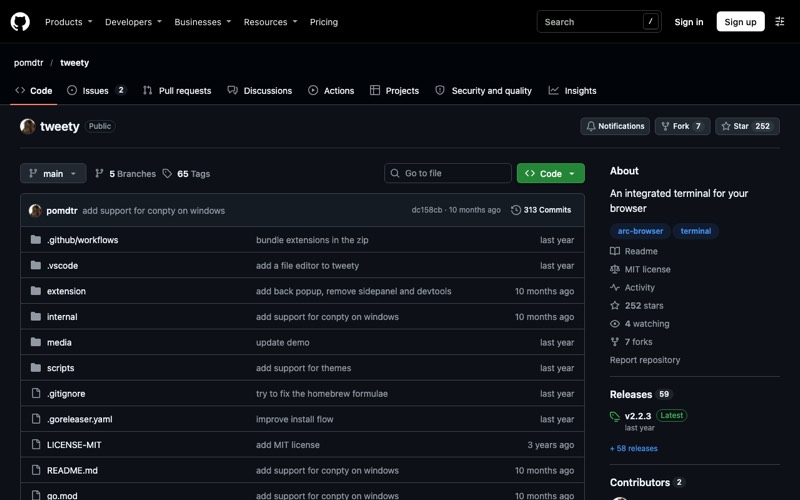 Products Developers Businesses Resources Pricing Search / Sign in Sign up
pomdtr / tweety
Code Issues 2 Pull requests Discussions Actions Projects Security and quality Insights
tweety Public Notifications Fork 7 Star 252
main 5 Branches 65 Tags Go to file Code
pomdtr add support for conpty on windows dc158cb · 10 months ago 313 Commits
.github/workflows bundle extensions in the zip last year
.vscode add a file editor to tweety last year
extension add back popup, remove sidepanel and devtools 10 months ago
internal add support for conpty on windows 10 months ago
media update demo last year
scripts add support for themes last year
.gitignore try to fix the homebrew formulae last year
.goreleaser.yaml improve install flow last year
LICENSE-MIT add MIT license 3 years ago
README.md add support for conpty on windows 10 months ago
go.mod add support for conpty on windows 10 months ago
About
An integrated terminal for your
browser
arc-browser terminal
Readme
MIT license
Activity
252 stars
4 watching
7 forks
Report repository
Releases 59
v2.2.3 Latest
last year
+ 58 releases
Contributors 2